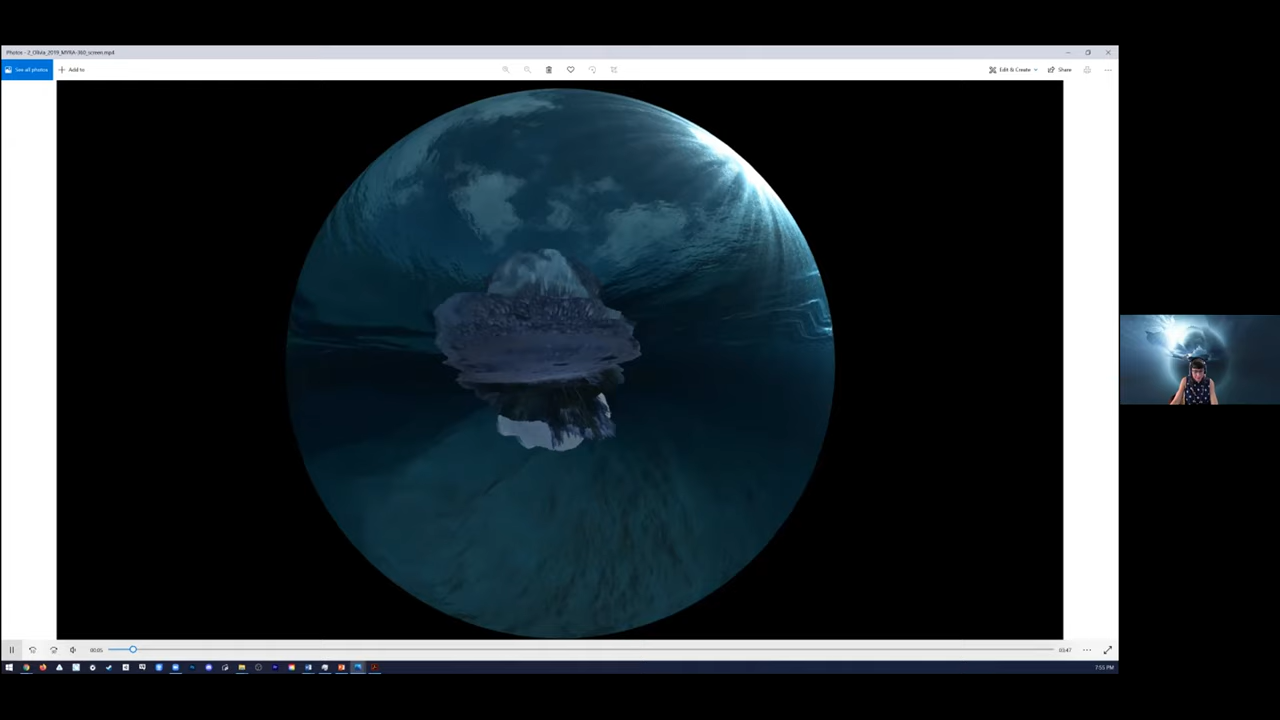 Photos - 2_Olivia_2019_MYRA-360_screen.mp4
See all photos
Add to
Edit & Create
Share
00:05
03:47
7:55 PM